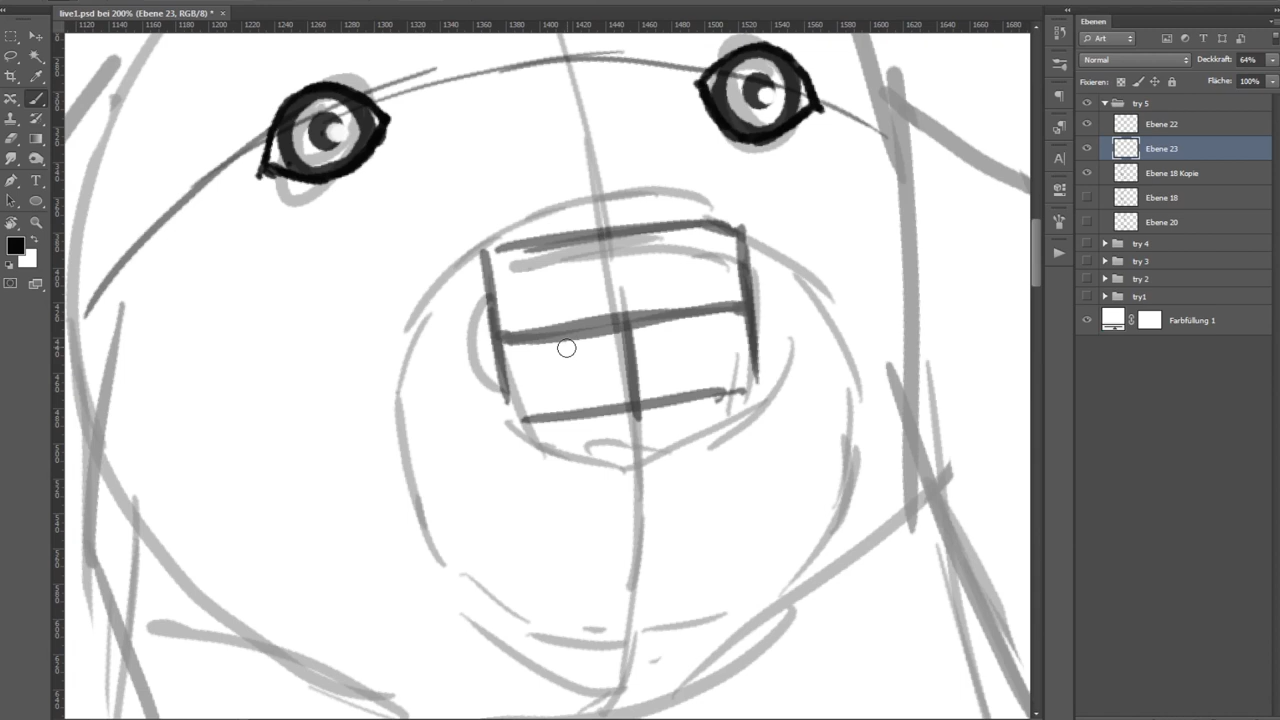 live1.psd bei 200% (Ebene 23, RGB/8) * ×
1120 1140 1160 1180 1200 1220 1240 1260 1280 1300 1320 1340 1360 1380 1400 1420 1440 1460 1480 1500 1520 1540 1560 1580 1600 1620 1640 1660 1680
Ebenen
Art
Normal Deckkraft: 64%
Fixieren: Fläche: 100%
try 5
Ebene 22
Ebene 23
Ebene 18 Kopie
Ebene 18
Ebene 20
try 4
try 3
try 2
try1
Farbfüllung 1